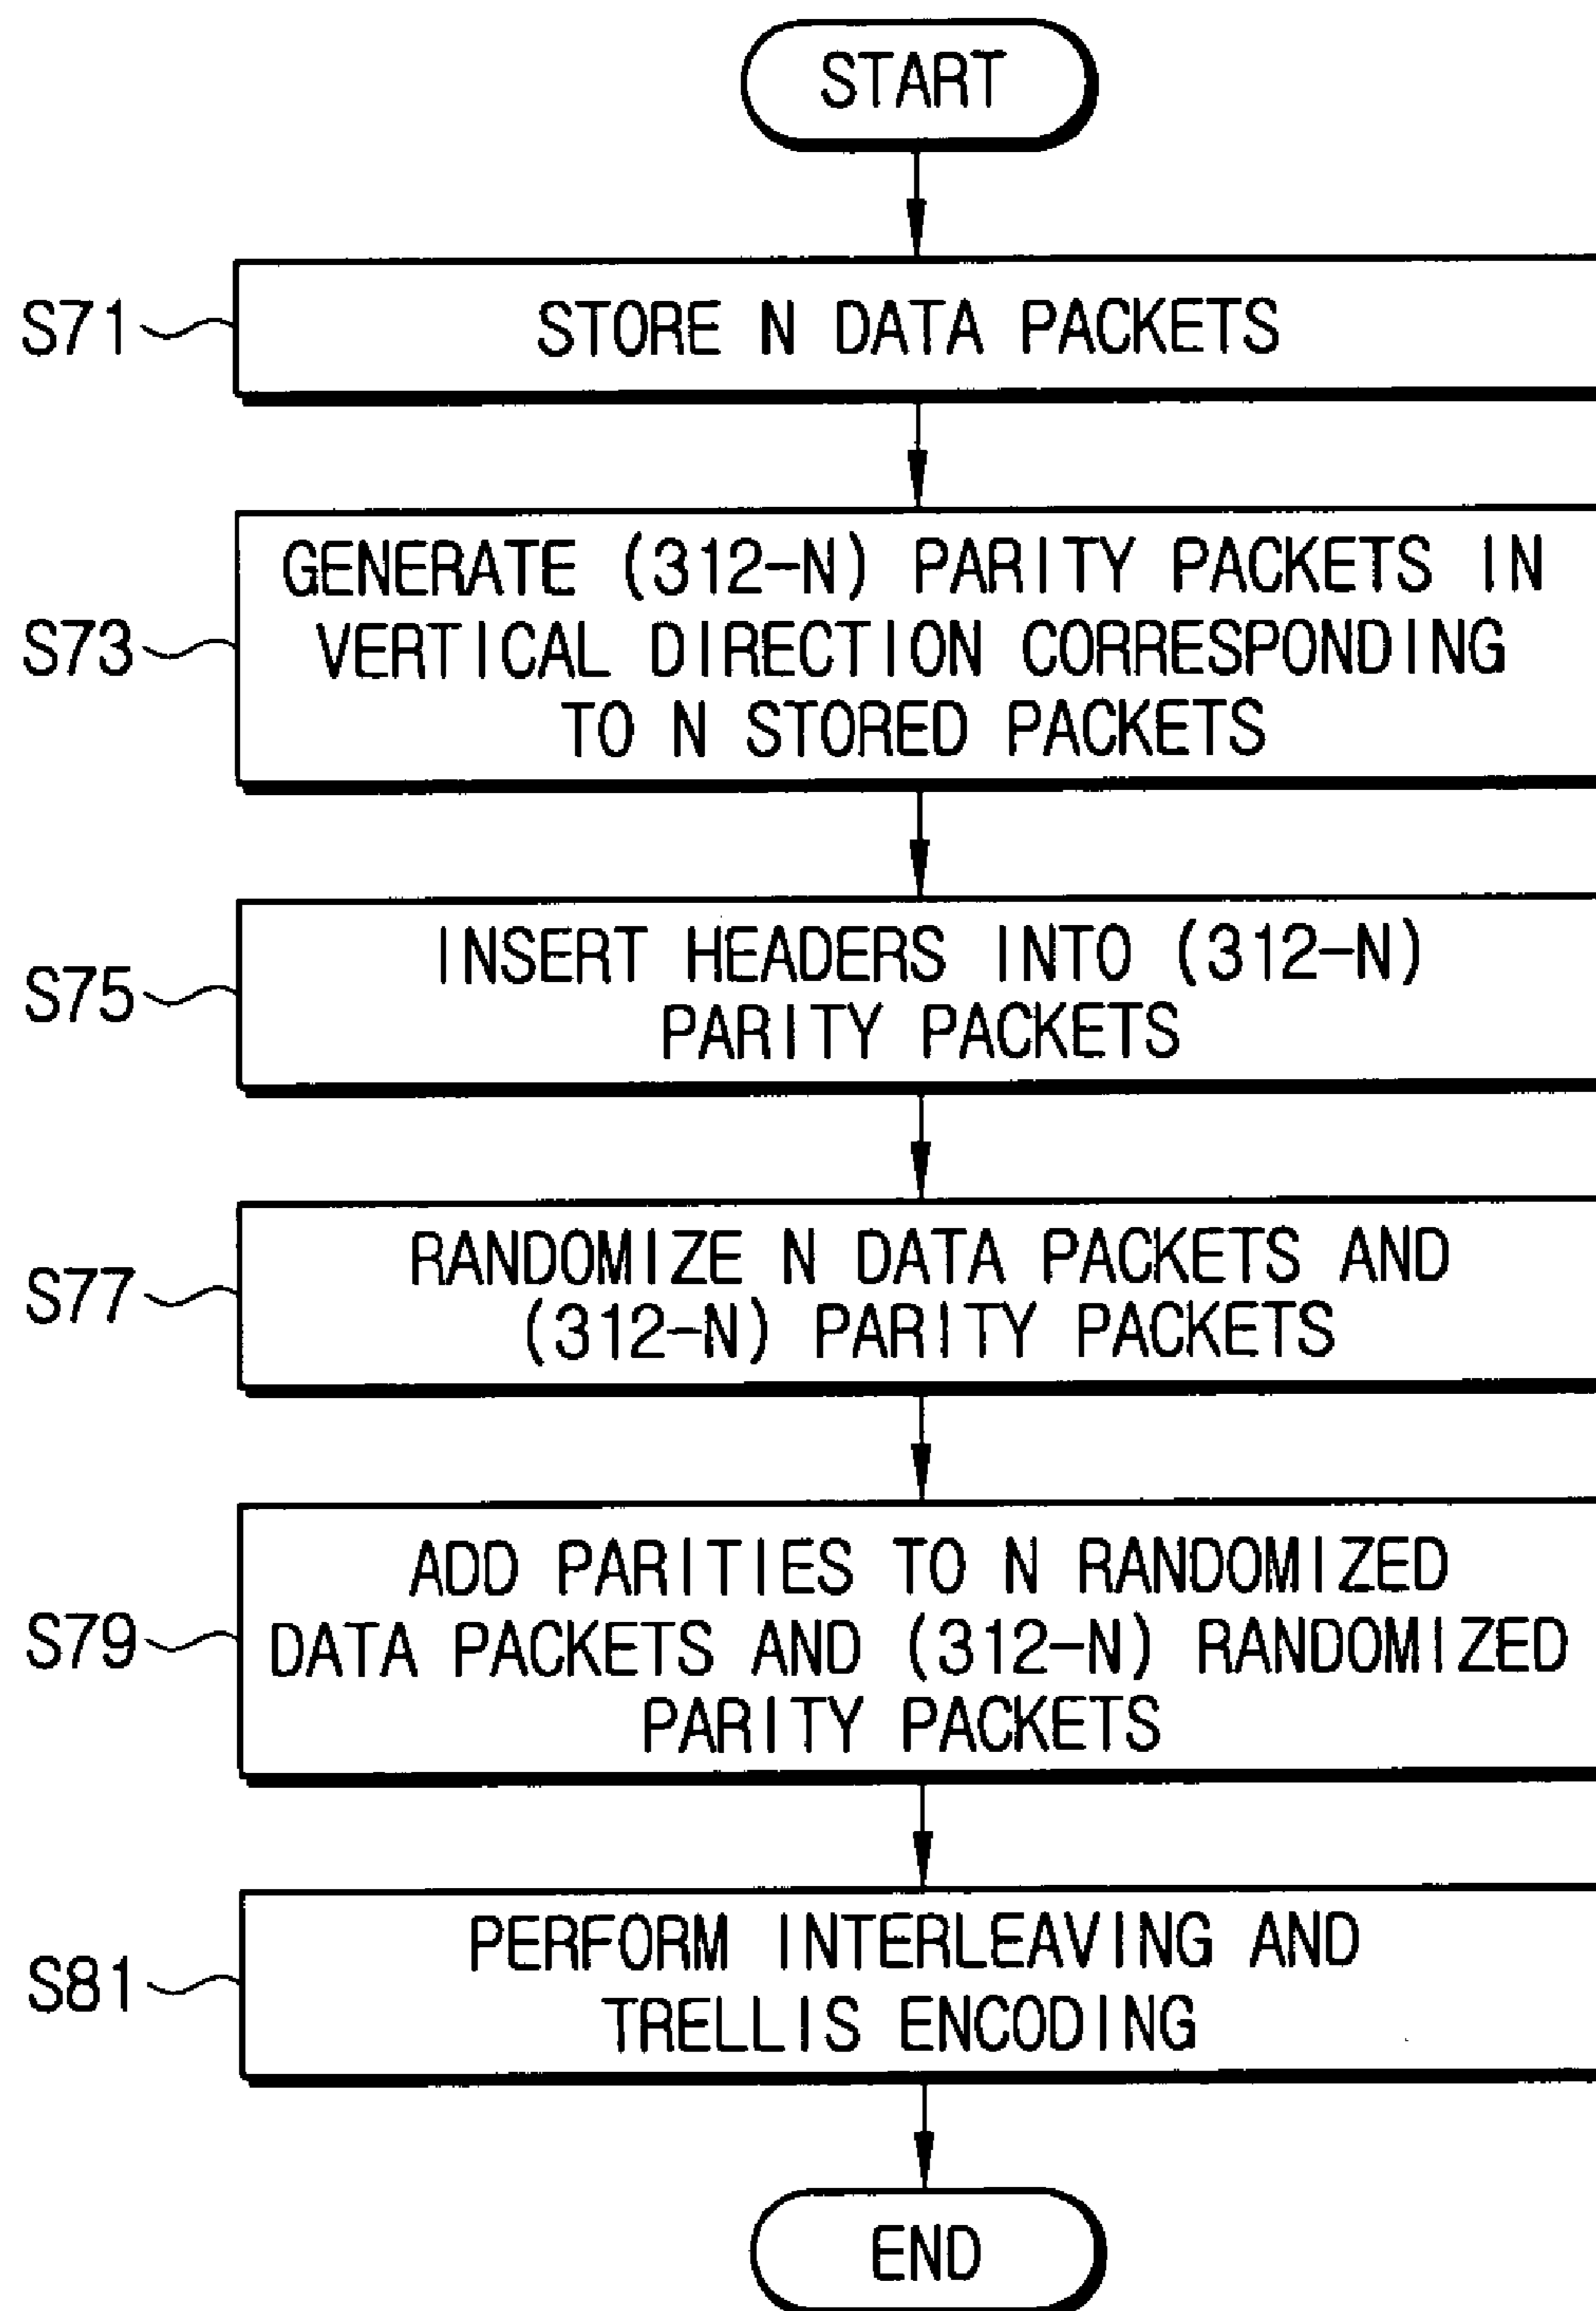 START
S71
STORE N DATA PACKETS
S73
GENERATE (312-N) PARITY PACKETS IN
VERTICAL DIRECTION CORRESPONDING
TO N STORED PACKETS
S75
INSERT HEADERS INTO (312-N)
PARITY PACKETS
S77
RANDOMIZE N DATA PACKETS AND
(312-N) PARITY PACKETS
S79
ADD PARITIES TO N RANDOMIZED
DATA PACKETS AND (312-N) RANDOMIZED
PARITY PACKETS
S81
PERFORM INTERLEAVING AND
TRELLIS ENCODING
END